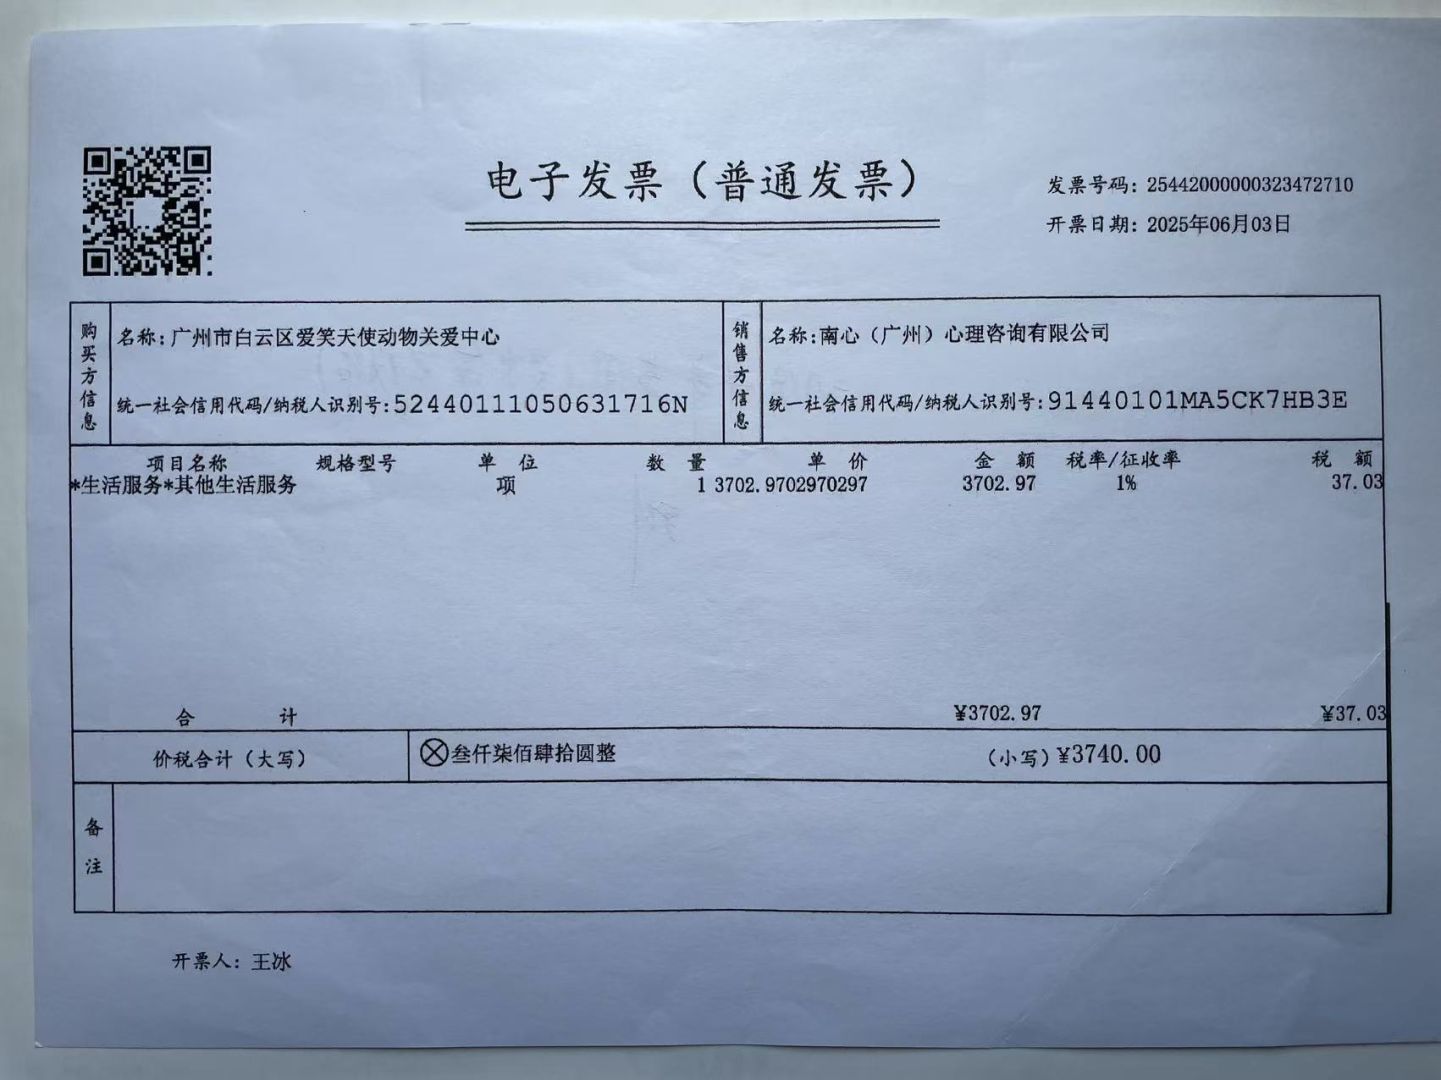 电子发票（普通发票）
发票号码：25442000000323472710
开票日期：2025年06月03日
购买方信息
名称：广州市白云区爱笑天使动物关爱中心
统一社会信用代码/纳税人识别号：52440111050631716N
销售方信息
名称：南心（广州）心理咨询有限公司
统一社会信用代码/纳税人识别号：91440101MA5CK7HB3E
项目名称 规格型号 单位 数量 单价 金额 税率/征收率 税额
*生活服务*其他生活服务 项 1 3702.9702970297 3702.97 1% 37.03
合计 ¥3702.97 ¥37.03
价税合计（大写） ⊗叁仟柒佰肆拾圆整 （小写）¥3740.00
备注
开票人：王冰